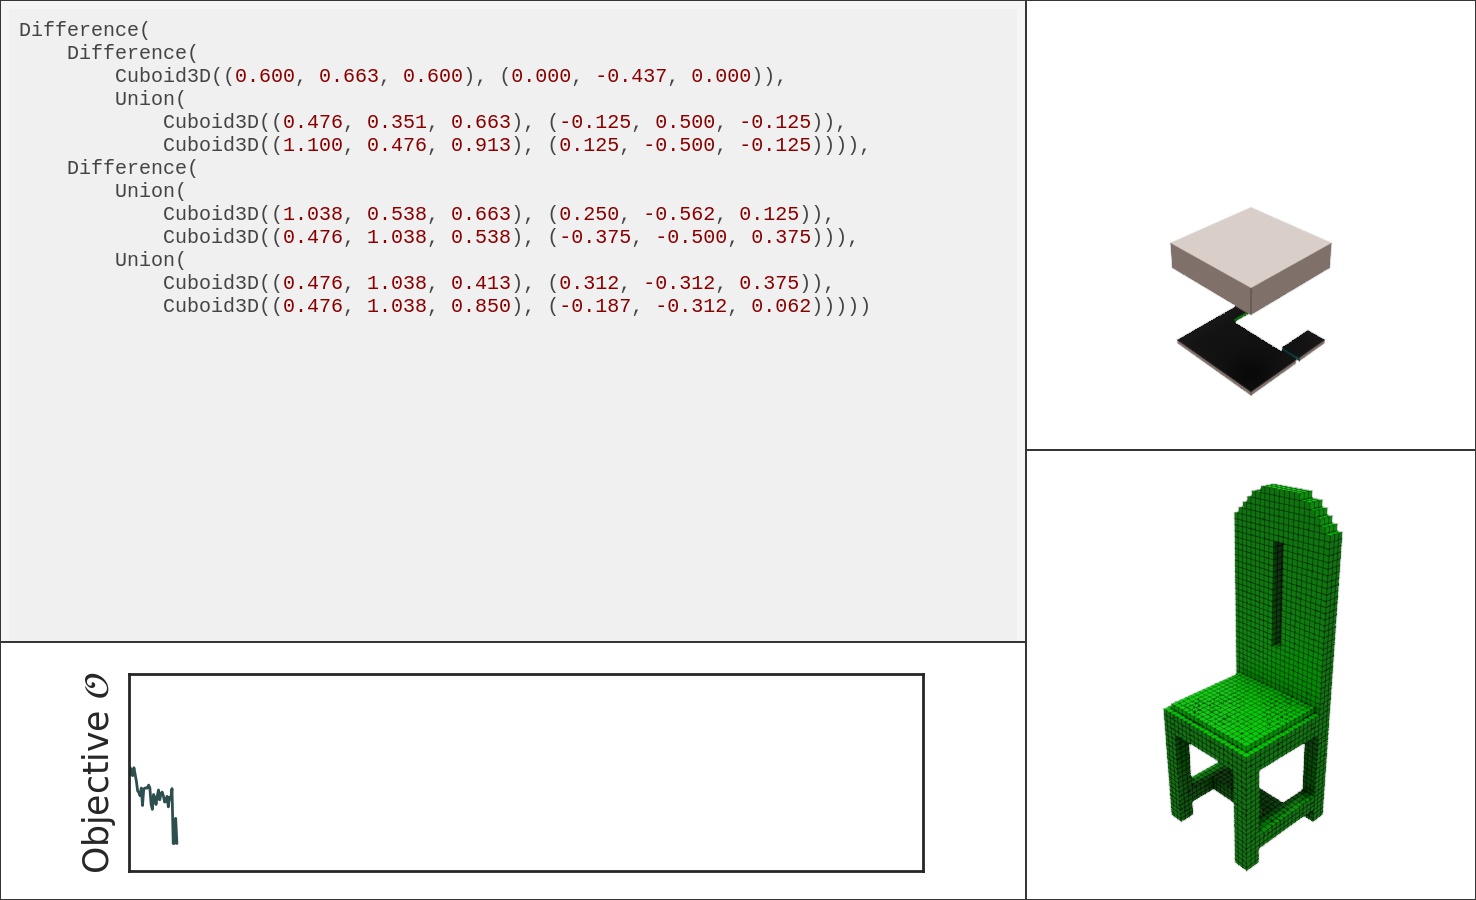 Difference(
    Difference(
        Cuboid3D((0.600, 0.663, 0.600), (0.000, -0.437, 0.000)),
        Union(
            Cuboid3D((0.476, 0.351, 0.663), (-0.125, 0.500, -0.125)),
            Cuboid3D((1.100, 0.476, 0.913), (0.125, -0.500, -0.125)))),
    Difference(
        Union(
            Cuboid3D((1.038, 0.538, 0.663), (0.250, -0.562, 0.125)),
            Cuboid3D((0.476, 1.038, 0.538), (-0.375, -0.500, 0.375))),
        Union(
            Cuboid3D((0.476, 1.038, 0.413), (0.312, -0.312, 0.375)),
            Cuboid3D((0.476, 1.038, 0.850), (-0.187, -0.312, 0.062)))))
Objective 𝒪